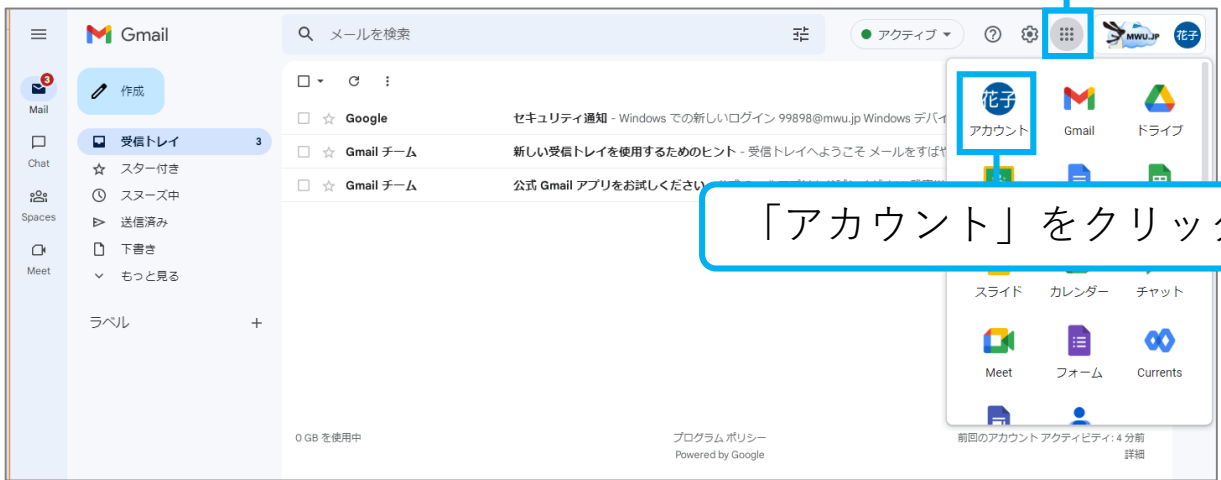 Gmail
メールを検索
アクティブ
MWU.JP
花子
3
Mail
作成
花子
アカウント
Gmail
ドライブ
Google
セキュリティ通知 - Windows での新しいログイン 99898@mwu.jp Windows デバイ
受信トレイ 3
Gmail チーム
新しい受信トレイを使用するためのヒント - 受信トレイへようこそ メールをすばや
Chat
スター付き
Gmail チーム
公式 Gmail アプリをお試しください
スヌーズ中
Spaces
送信済み
「アカウント」をクリック
下書き
Meet
もっと見る
スライド
カレンダー
チャット
ラベル
Meet
フォーム
Currents
0 GB を使用中
プログラム ポリシー
Powered by Google
前回のアカウント アクティビティ: 4 分前
詳細